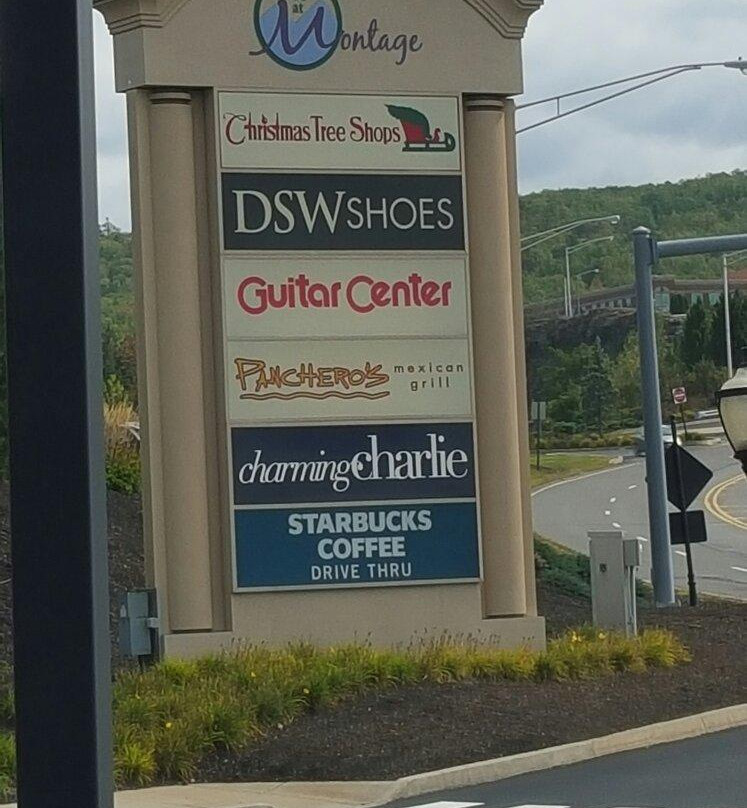 at
Montage
Christmas Tree Shops
DSW SHOES
Guitar Center
PANCHERO'S mexican
grill
charming charlie
STARBUCKS
COFFEE
DRIVE THRU